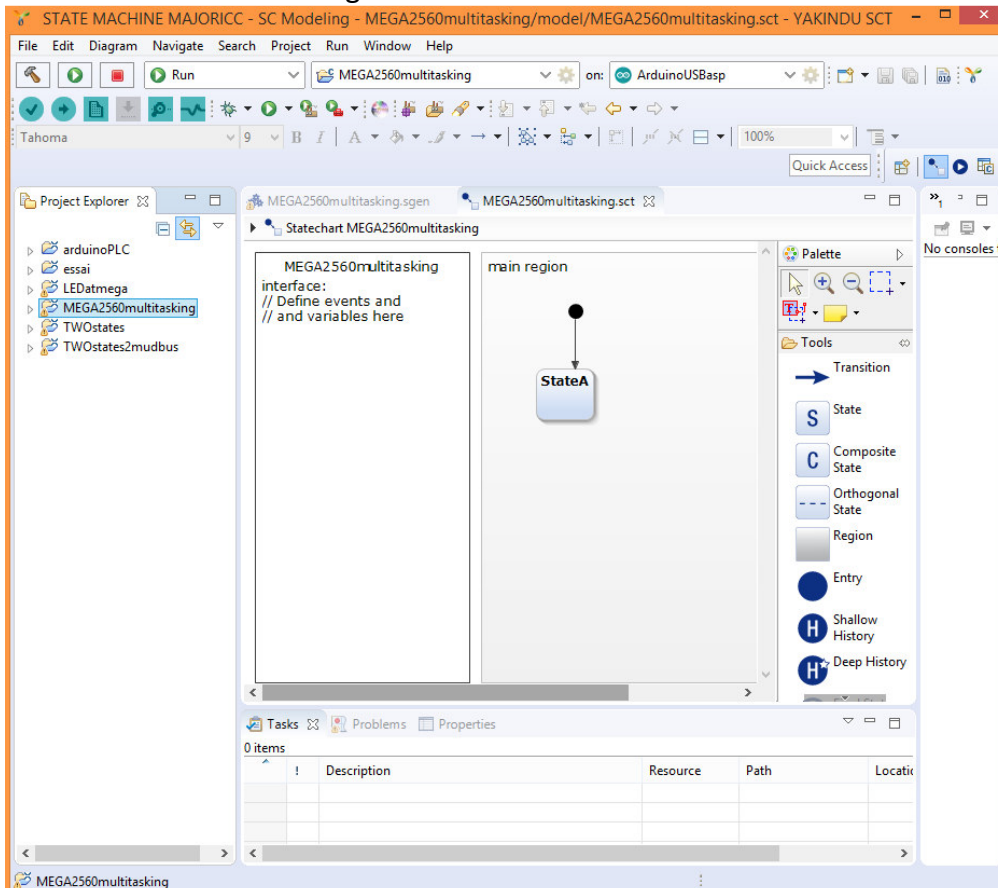 STATE MACHINE MAJORICC - SC Modeling - MEGA2560multitasking/model/MEGA2560multitasking.sct - YAKINDU SCT
File Edit Diagram Navigate Search Project Run Window Help
Run MEGA2560multitasking on: ArduinoUSBasp
Tahoma 9 B I A 100%
Quick Access
Project Explorer
MEGA2560multitasking.sgen MEGA2560multitasking.sct
Statechart MEGA2560multitasking
No consoles
arduinoPLC
essai
LEDatmega
MEGA2560multitasking
TWOstates
TWOstates2mudbus
MEGA2560multitasking
interface:
// Define events and
// and variables here
main region
StateA
Palette
Tools
Transition
S State
C Composite
State
Orthogonal
State
Region
Entry
H Shallow
History
H* Deep History
Tasks Problems Properties
0 items
! Description Resource Path
MEGA2560multitasking